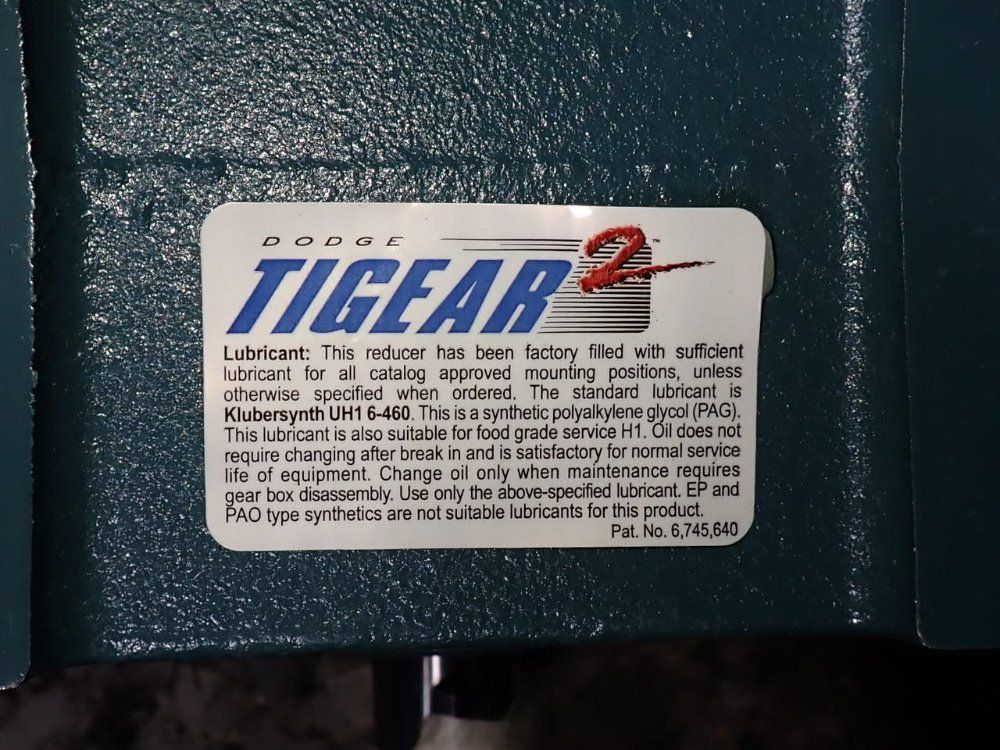 DODGE
TIGEAR 2™
Lubricant: This reducer has been factory filled with sufficient
lubricant for all catalog approved mounting positions, unless
otherwise specified when ordered. The standard lubricant is
Klubersynth UH1 6-460. This is a synthetic polyalkylene glycol (PAG).
This lubricant is also suitable for food grade service H1. Oil does not
require changing after break in and is satisfactory for normal service
life of equipment. Change oil only when maintenance requires
gear box disassembly. Use only the above-specified lubricant. EP and
PAO type synthetics are not suitable lubricants for this product.
Pat. No. 6,745,640